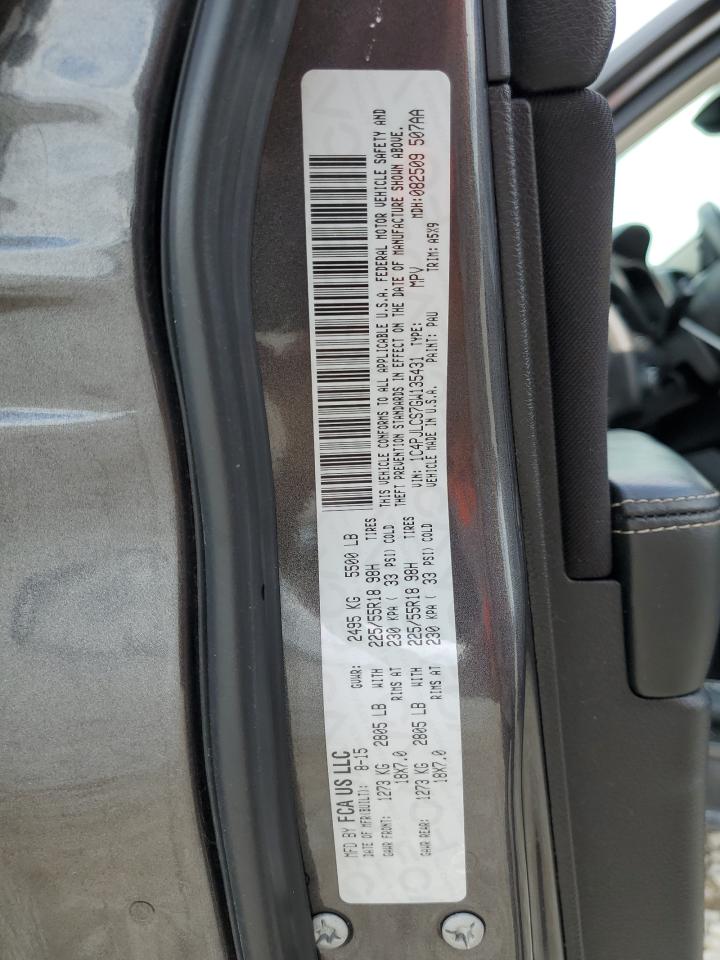 MFD BY FCA US LLC
DATE OF MFR(BUILT): 8-15 GVWR: 2495 KG 5500 LB
GAWR FRONT: 1273 KG 2805 LB WITH 225/55R18 98H TIRES
18X7.0 RIMS AT 230 KPA ( 33 PSI) COLD
GAWR REAR: 1273 KG 2805 LB WITH 225/55R18 98H TIRES
18X7.0 RIMS AT 230 KPA ( 33 PSI) COLD
THIS VEHICLE CONFORMS TO ALL APPLICABLE U.S.A. FEDERAL MOTOR VEHICLE SAFETY AND
THEFT PREVENTION STANDARDS IN EFFECT ON THE DATE OF MANUFACTURE SHOWN ABOVE.
VIN: 1C4PJLCS7GW135431 TYPE: MPV MDH:082509 507AA
VEHICLE MADE IN U.S.A. PAINT: PAU TRIM: A5X9